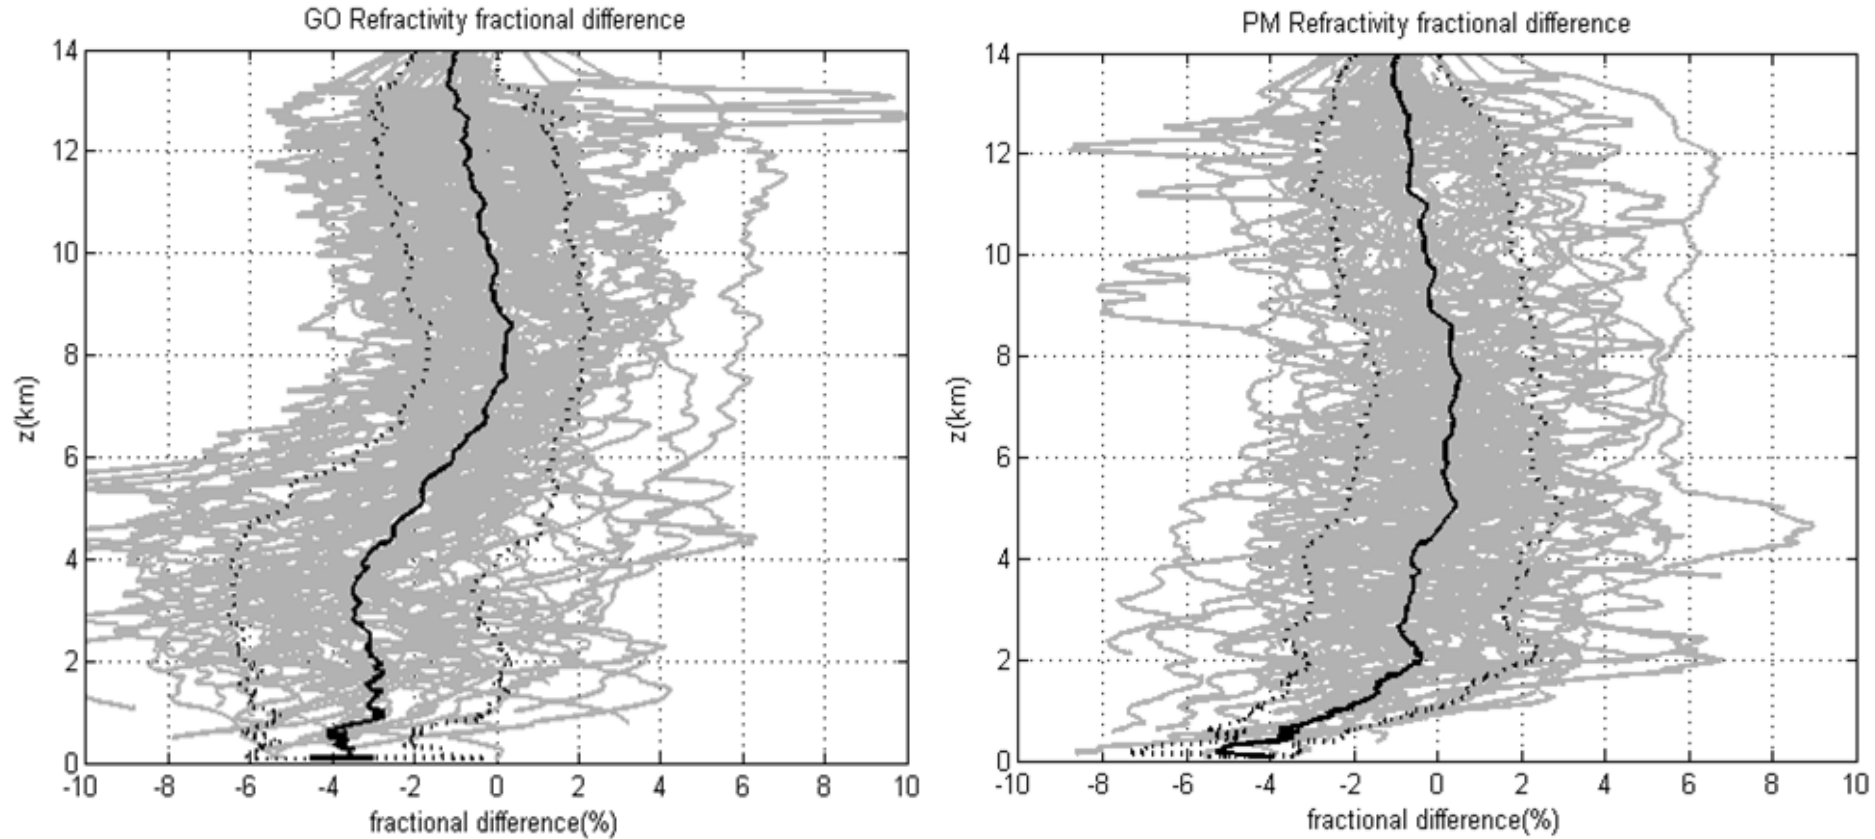 GO Refractivity fractional difference
14
12
10
8
6
4
2
0
z(km)
-10 -8 -6 -4 -2 0 2 4 6 8 10
fractional difference(%)
PM Refractivity fractional difference
14
12
10
8
6
4
2
0
z(km)
-10 -8 -6 -4 -2 0 2 4 6 8 10
fractional difference(%)